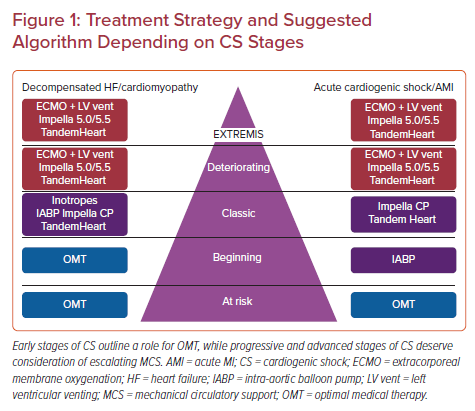 Figure 1: Treatment Strategy and Suggested
Algorithm Depending on CS Stages
Decompensated HF/cardiomyopathy
Acute cardiogenic shock/AMI
ECMO + LV vent
Impella 5.0/5.5
TandemHeart
EXTREMIS
ECMO + LV vent
Impella 5.0/5.5
TandemHeart
ECMO + LV vent
Impella 5.0/5.5
TandemHeart
Deteriorating
ECMO + LV vent
Impella 5.0/5.5
TandemHeart
Inotropes
IABP Impella CP
TandemHeart
Classic
Impella CP
Tandem Heart
OMT
Beginning
IABP
OMT
At risk
OMT
Early stages of CS outline a role for OMT, while progressive and advanced stages of CS deserve
consideration of escalating MCS. AMI = acute MI; CS = cardiogenic shock; ECMO = extracorporeal
membrane oxygenation; HF = heart failure; IABP = intra-aortic balloon pump; LV vent = left
ventricular venting; MCS = mechanical circulatory support; OMT = optimal medical therapy.